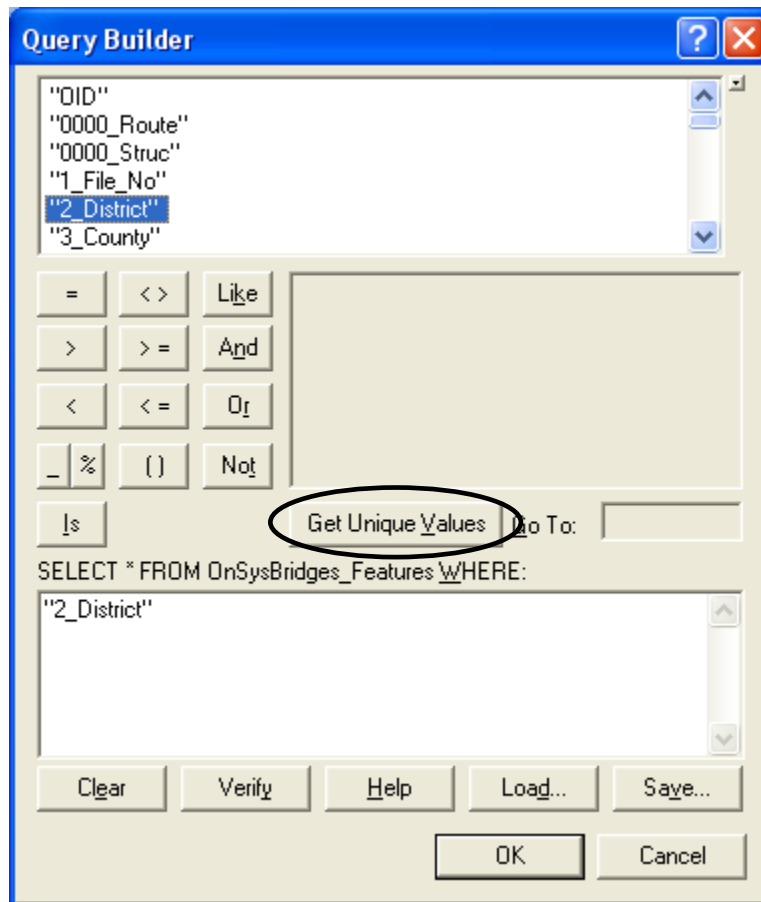 Query Builder
"OID"
"0000_Route"
"0000_Struc"
"1_File_No"
"2_District"
"3_County"
= < > Like
> > = And
< < = Or
_ % ( ) Not
Is Get Unique Values Go To:
SELECT * FROM OnSysBridges_Features WHERE:
"2_District"
Clear Verify Help Load... Save...
OK Cancel